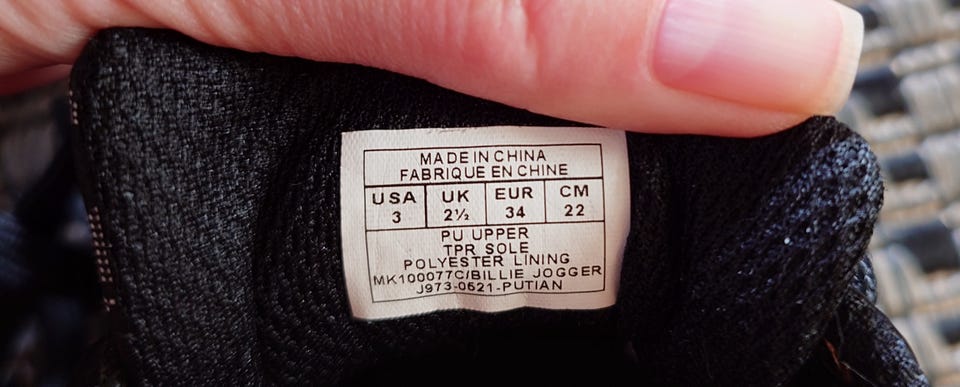 MADE IN CHINA
FABRIQUE EN CHINE
USA UK EUR CM
3 2½ 34 22
PU UPPER
TPR SOLE
POLYESTER LINING
MK100077C/BILLIE JOGGER
J973-0521-PUTIAN